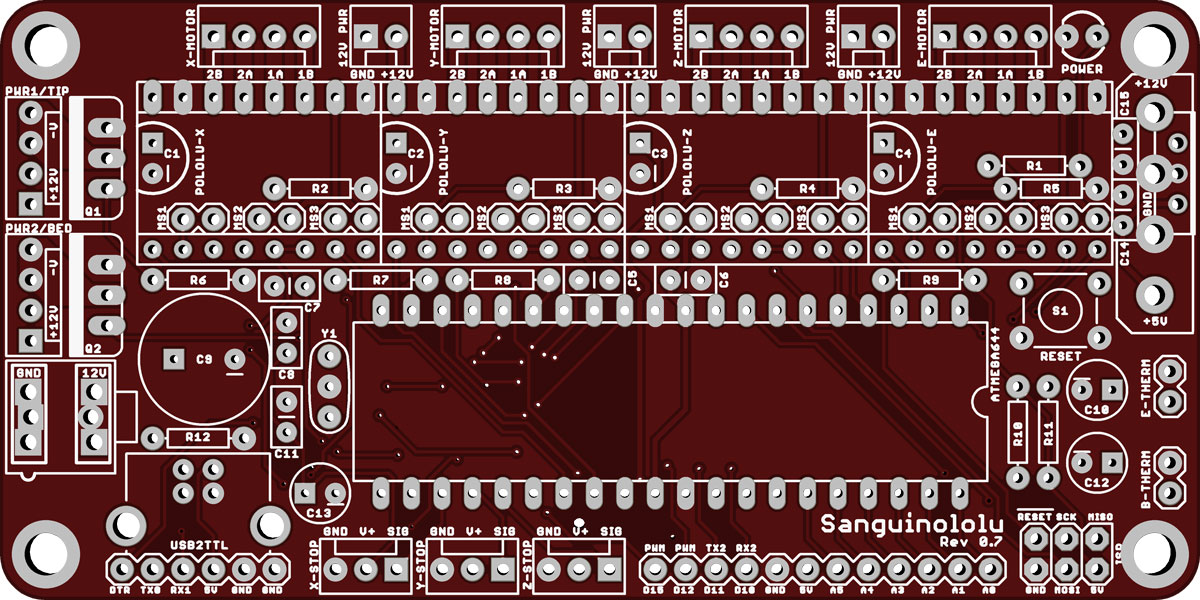 X-MOTOR
2B 2A 1A 1B
12V PWR
GND +12V
Y-MOTOR
2B 2A 1A 1B
12V PWR
GND +12V
Z-MOTOR
2B 2A 1A 1B
12V PWR
GND +12V
E-MOTOR
2B 2A 1A 1B
POWER
+12V
PWR1/TIP
-V
+12V
Q1
C1
POLOLU-X
R2
MS1
MS2
MS3
C2
POLOLU-Y
R3
MS1
MS2
MS3
C3
POLOLU-Z
R4
MS1
MS2
MS3
C4
POLOLU-E
R1
R5
MS1
MS2
MS3
C15
GND
C14
+5V
PWR2/BED
-V
+12V
Q2
R6
C7
R7
R8
C5
C6
R9
S1
RESET
C9
C8
Y1
ATMEGA644
GND 12V
R12
C11
C13
R10
R11
C10
C12
E-THERM
B-THERM
USB2TTL
DTR TX0 RX1 5V GND GND
X-STOP
GND V+ SIG
Y-STOP
GND V+ SIG
Z-STOP
GND V+ SIG
Sanguinololu
Rev 0.7
PWM PWM TX2 RX2
D15 D12 D11 D10 GND 5V A5 A4 A3 A2 A1 A0
RESET SCK MISO
GND MOSI 5V
ISP